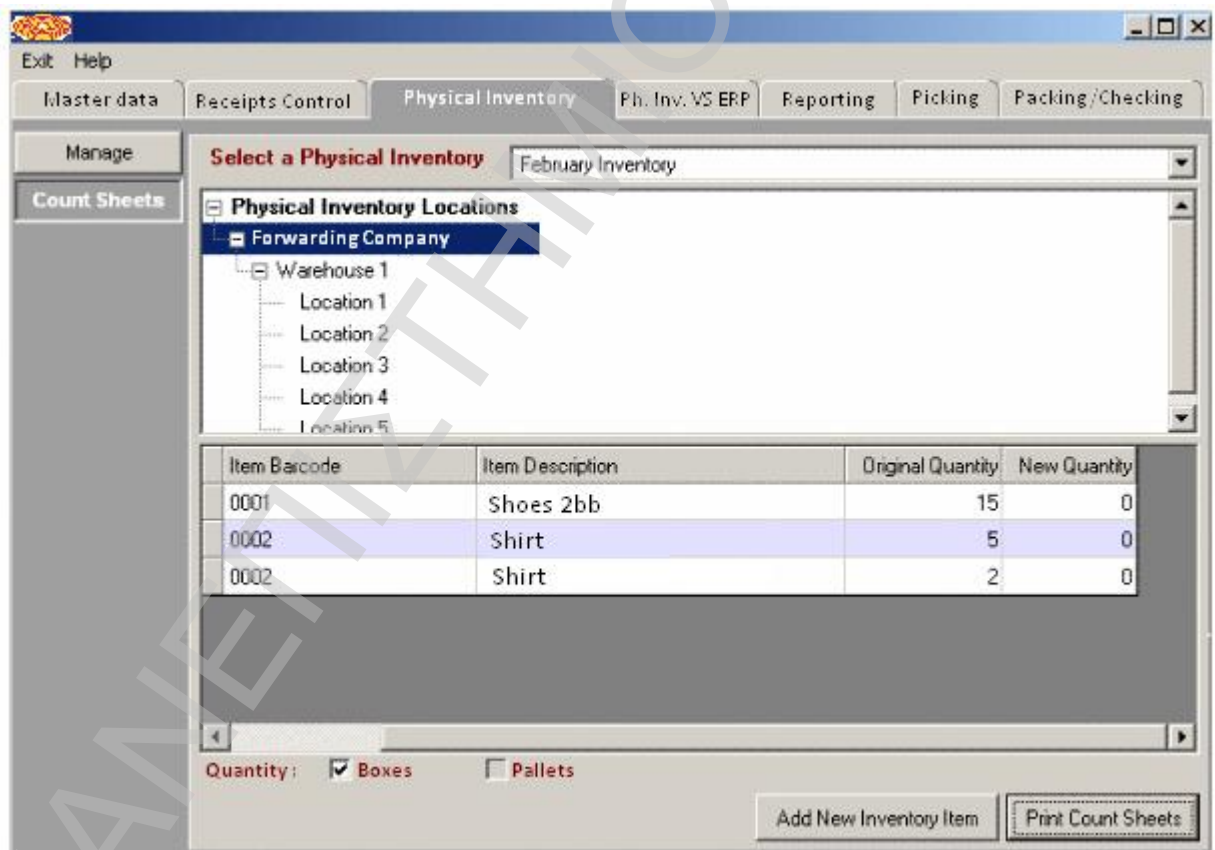 Exit Help
Master data Receipts Control Physical Inventory Ph. Inv. VS ERP Reporting Picking Packing/Checking
Manage Select a Physical Inventory February Inventory
Count Sheets
Physical Inventory Locations
Forwarding Company
Warehouse 1
Location 1
Location 2
Location 3
Location 4
Location 5
Item Barcode Item Description Original Quantity New Quantity
0001 Shoes 2bb 15 0
0002 Shirt 5 0
0002 Shirt 2 0
Quantity: Boxes Pallets
Add New Inventory Item Print Count Sheets